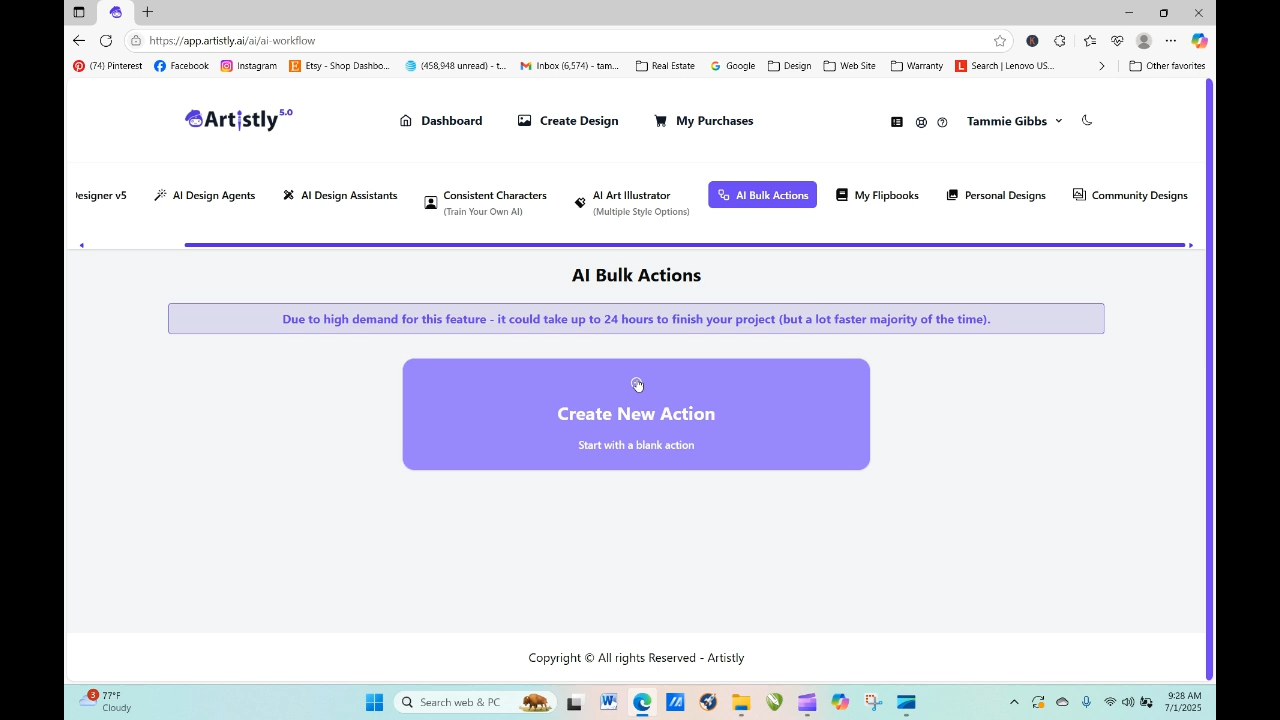 https://app.artistly.ai/ai/ai-workflow
(74) Pinterest
Facebook
Instagram
Etsy - Shop Dashbo...
(458,948 unread) - t...
Inbox (6,574) - tam...
Real Estate
Google
Design
Web Site
Warranty
Search | Lenovo US...
Other favorites
Artistly 5.0
Dashboard
Create Design
My Purchases
Tammie Gibbs
esigner v5
AI Design Agents
AI Design Assistants
Consistent Characters
(Train Your Own AI)
AI Art Illustrator
(Multiple Style Options)
AI Bulk Actions
My Flipbooks
Personal Designs
Community Designs
AI Bulk Actions
Due to high demand for this feature - it could take up to 24 hours to finish your project (but a lot faster majority of the time).
Create New Action
Start with a blank action
Copyright © All rights Reserved - Artistly
3
77°F
Cloudy
Search web & PC
9:28 AM
7/1/2025